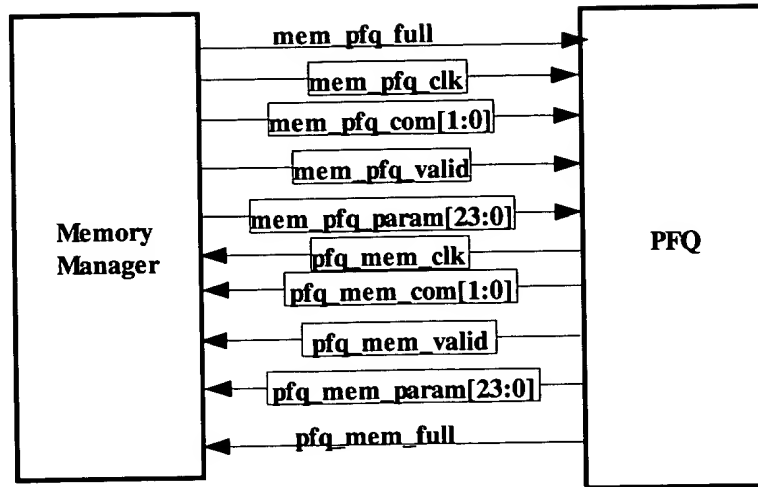 mem_pfq_full
mem_pfq_clk
mem_pfq_com[1:0]
mem_pfq_valid
mem_pfq_param[23:0]
Memory
Manager
PFQ
pfq_mem_clk
pfq_mem_com[1:0]
pfq_mem_valid
pfq_mem_param[23:0]
pfq_mem_full